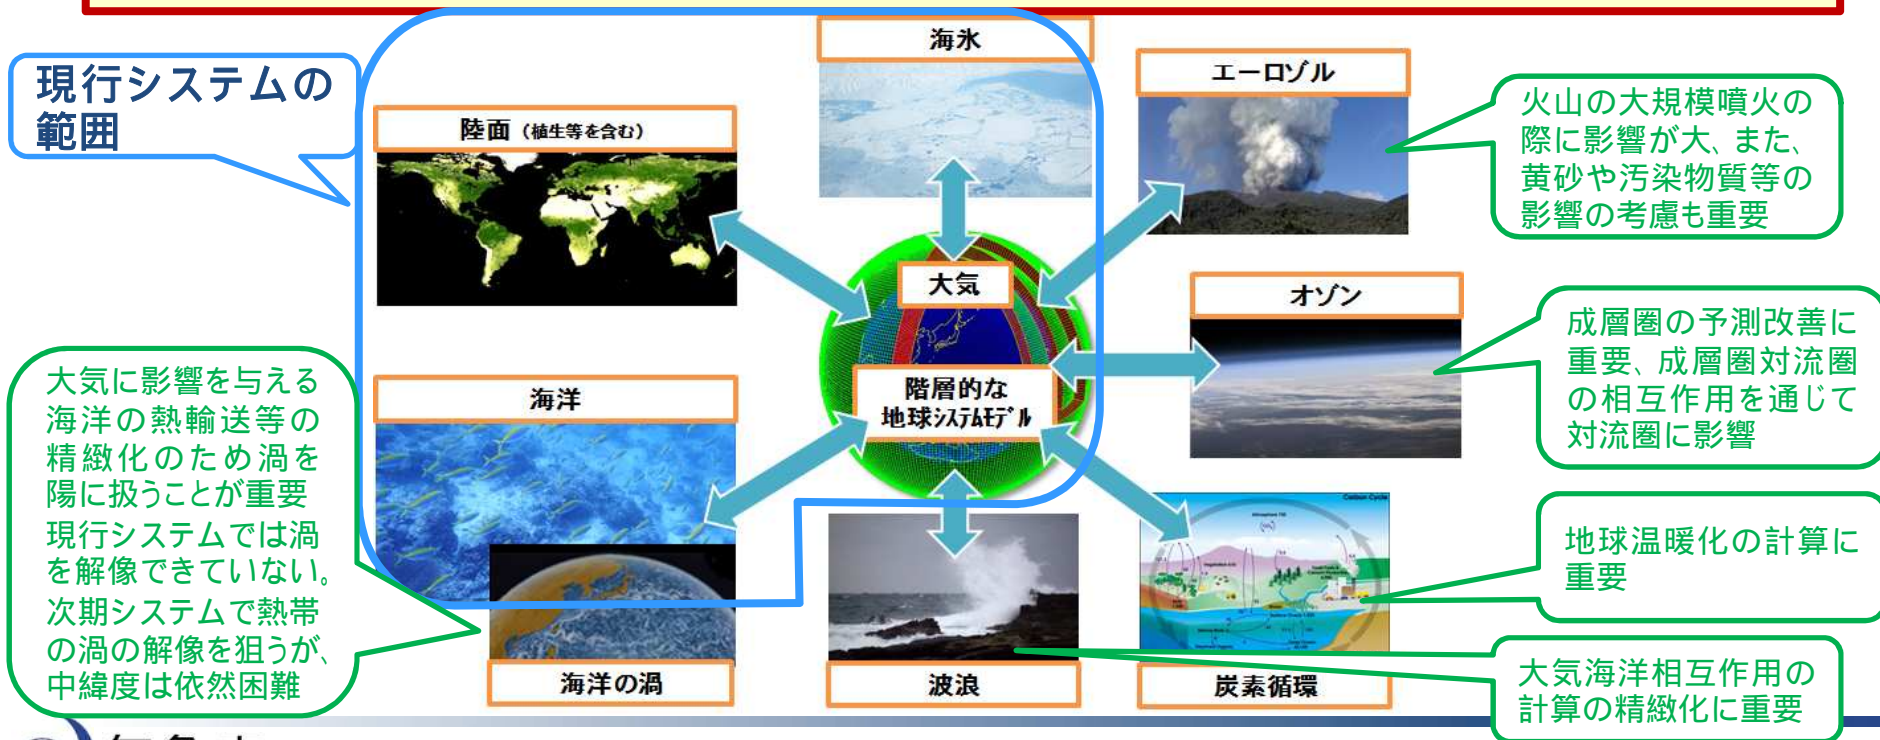 現行システムの
範囲
海氷
エーロゾル
火山の大規模噴火の
際に影響が大、また、
黄砂や汚染物質等の
影響の考慮も重要
陸面（植生等を含む）
大気
オゾン
成層圏の予測改善に
重要、成層圏対流圏
の相互作用を通じて
対流圏に影響
階層的な
地球システムモデル
海洋
大気に影響を与える
海洋の熱輸送等の
精緻化のため渦を
陽に扱うことが重要
現行システムでは渦
を解像できていない。
次期システムで熱帯
の渦の解像を狙うが、
中緯度は依然困難
海洋の渦
波浪
Carbon Cycle
炭素循環
地球温暖化の計算に
重要
大気海洋相互作用の
計算の精緻化に重要